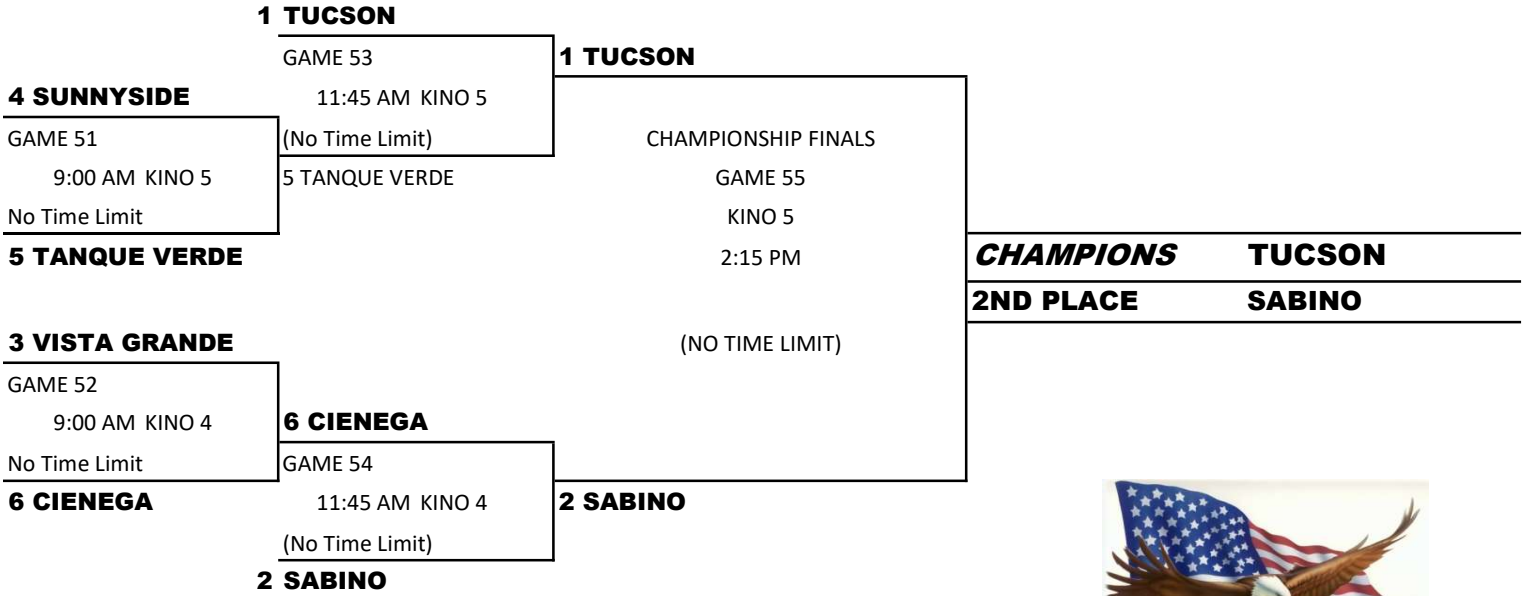 1 TUCSON
GAME 53
1 TUCSON
4 SUNNYSIDE
11:45 AM KINO 5
GAME 51
(No Time Limit)
CHAMPIONSHIP FINALS
9:00 AM KINO 5
5 TANQUE VERDE
GAME 55
No Time Limit
KINO 5
5 TANQUE VERDE
2:15 PM
CHAMPIONS TUCSON
2ND PLACE SABINO
3 VISTA GRANDE
(NO TIME LIMIT)
GAME 52
9:00 AM KINO 4
6 CIENEGA
No Time Limit
GAME 54
6 CIENEGA
11:45 AM KINO 4
2 SABINO
(No Time Limit)
2 SABINO